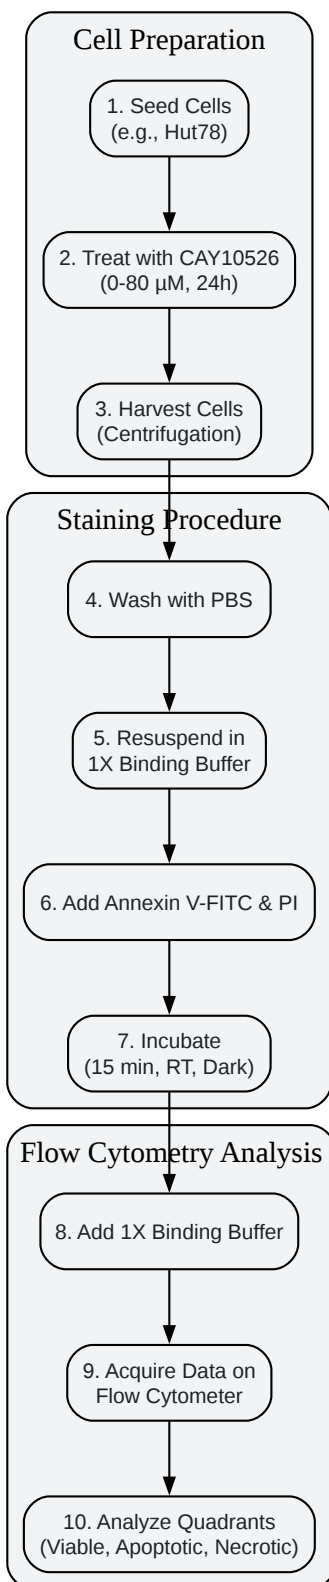 Cell Preparation
1. Seed Cells
(e.g., Hut78)
2. Treat with CAY10526
(0-80 µM, 24h)
3. Harvest Cells
(Centrifugation)
Staining Procedure
4. Wash with PBS
5. Resuspend in
1X Binding Buffer
6. Add Annexin V-FITC & PI
7. Incubate
(15 min, RT, Dark)
Flow Cytometry Analysis
8. Add 1X Binding Buffer
9. Acquire Data on
Flow Cytometer
10. Analyze Quadrants
(Viable, Apoptotic, Necrotic)